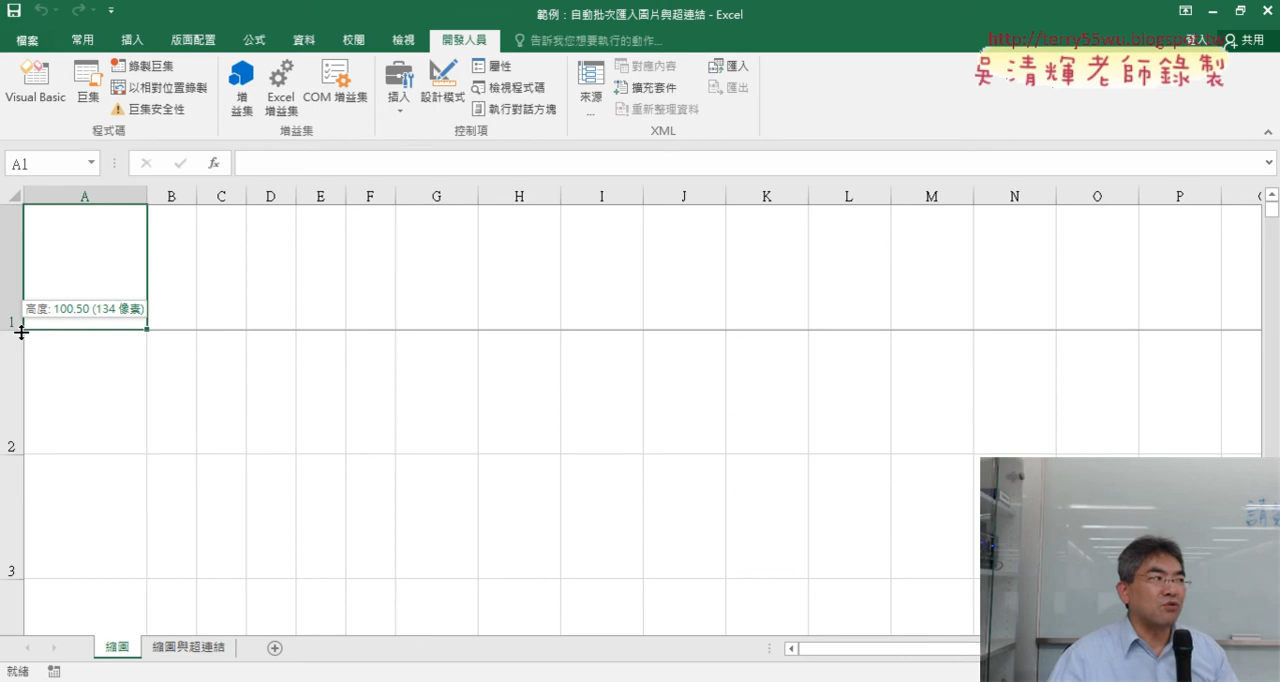 範例：自動批次匯入圖片與超連結 - Excel
檔案 常用 插入 版面配置 公式 資料 校閱 檢視 開發人員 告訴我您想要執行的動作... 登入 共用
http://terry55wu.blogspot.tw
吳清輝老師錄製
Visual Basic 巨集 錄製巨集 以相對位置錄製 巨集安全性
程式碼
增益集 Excel 增益集 COM 增益集
增益集
插入 設計模式 屬性 檢視程式碼 執行對話方塊
控制項
來源... 對應內容 擴充套件 重新整理資料 匯入 匯出
XML
A1 fx
A B C D E F G H I J K L M N O P
高度: 100.50 (134 像素)
1
2
3
請
縮圖 縮圖與超連結
就緒